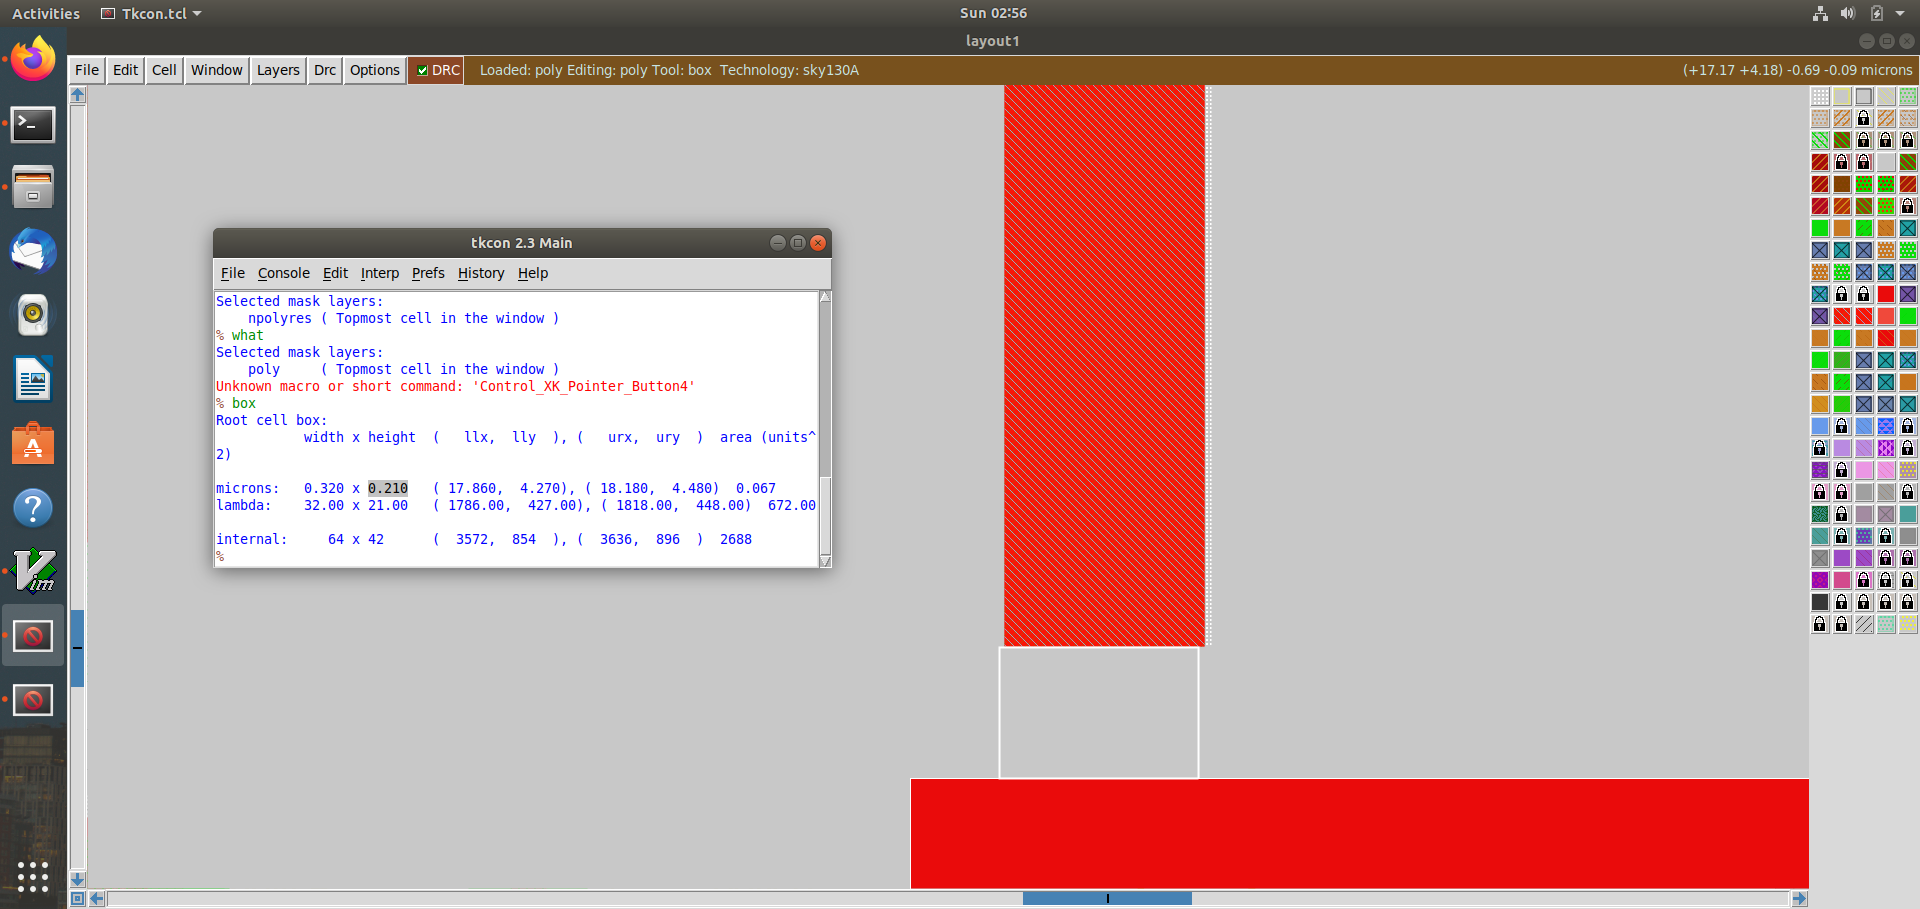 Activities Tkcon.tcl Sun 02:56
layout1
File Edit Cell Window Layers Drc Options DRC Loaded: poly Editing: poly Tool: box Technology: sky130A (+17.17 +4.18) -0.69 -0.09 microns
tkcon 2.3 Main
File Console Edit Interp Prefs History Help
Selected mask layers:
npolyres ( Topmost cell in the window )
% what
Selected mask layers:
poly ( Topmost cell in the window )
Unknown macro or short command: 'Control_XK_Pointer_Button4'
% box
Root cell box:
width x height ( llx, lly ), ( urx, ury ) area (units^
2)
microns: 0.320 x 0.210 ( 17.860, 4.270), ( 18.180, 4.480) 0.067
lambda: 32.00 x 21.00 ( 1786.00, 427.00), ( 1818.00, 448.00) 672.00
internal: 64 x 42 ( 3572, 854 ), ( 3636, 896 ) 2688
%